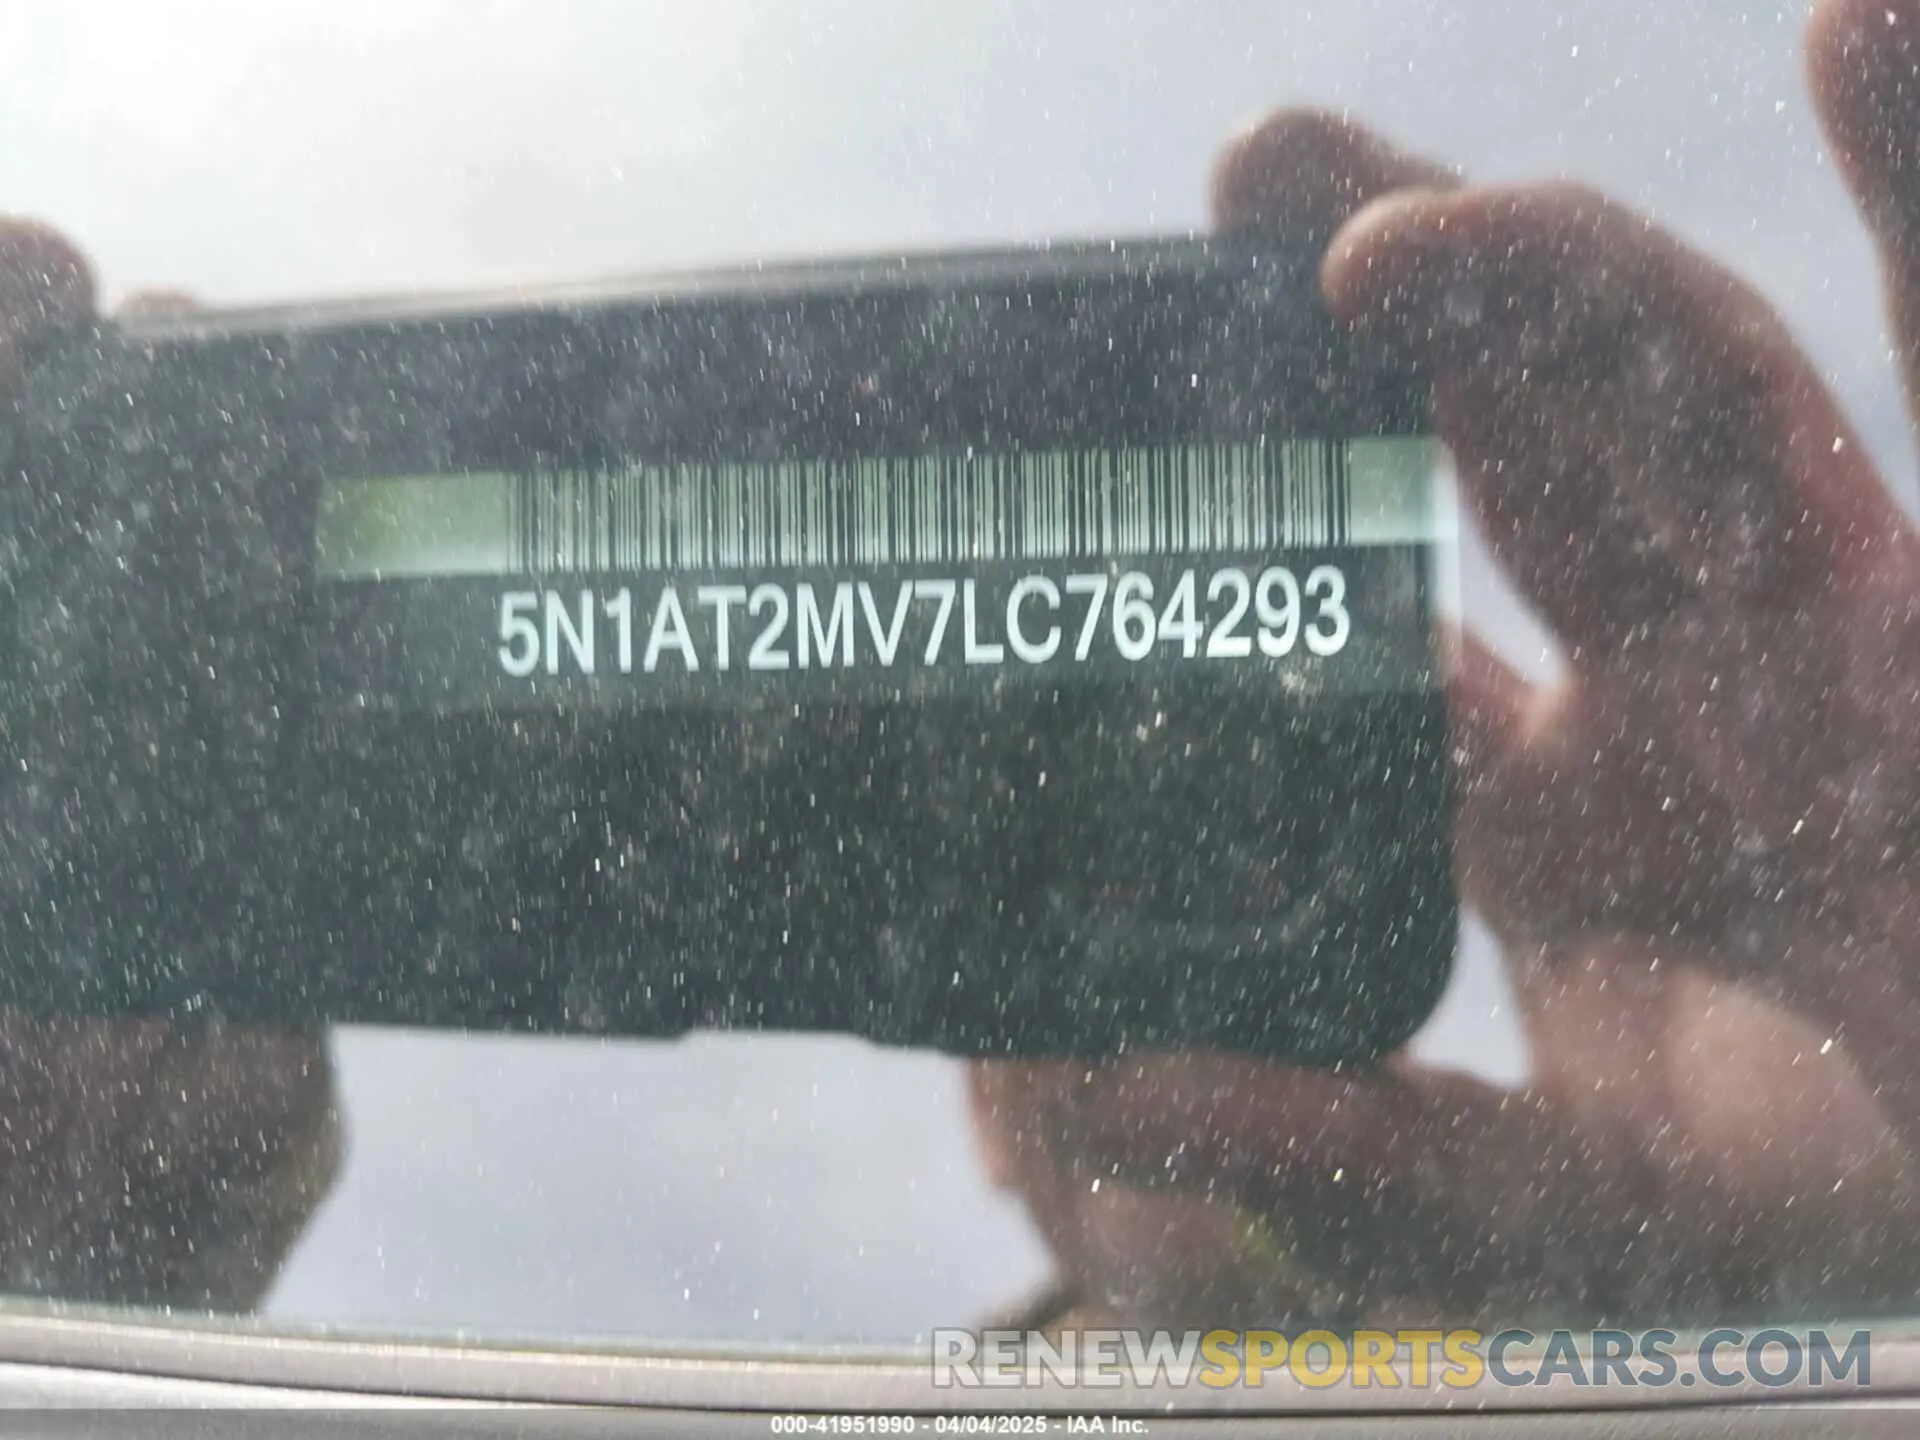 5N1AT2MV7LC764293
RENEWSPORTSCARS.COM
000-41951990 - 04/04/2025 - IAA Inc.